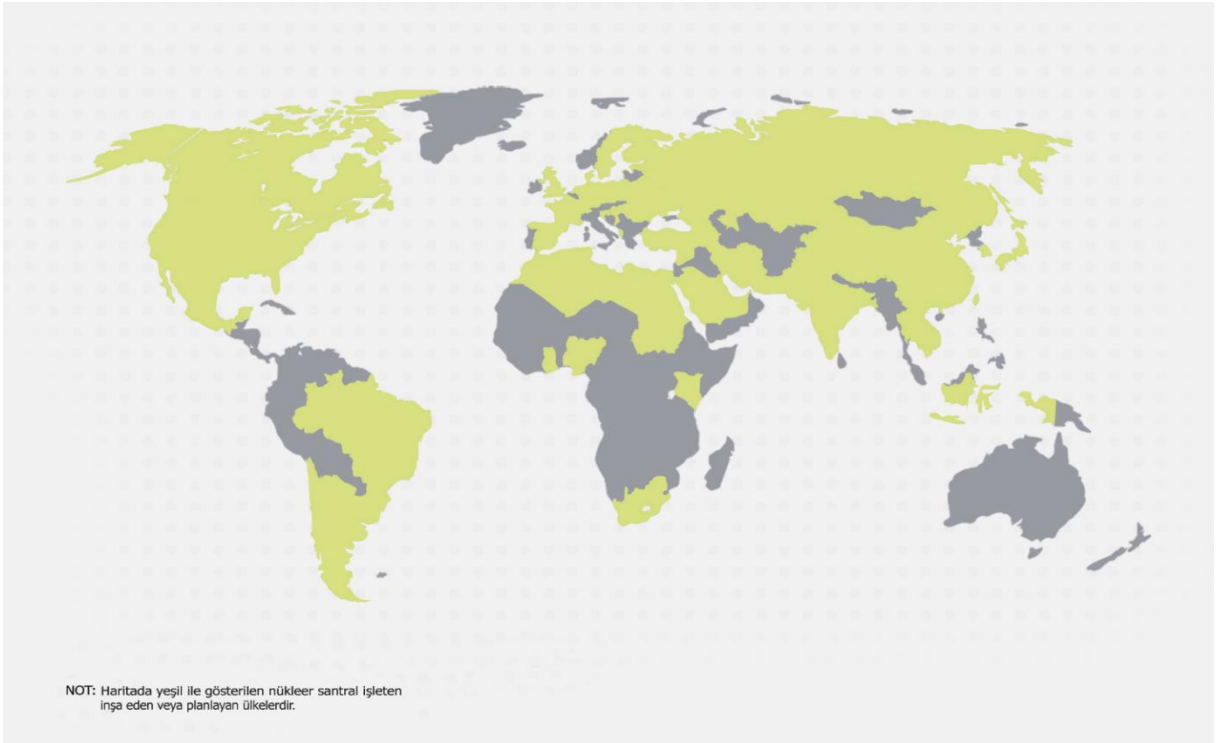 NOT: Haritada yeşil ile gösterilen nükleer santral işleten
inşa eden veya planlayan ülkelerdir.